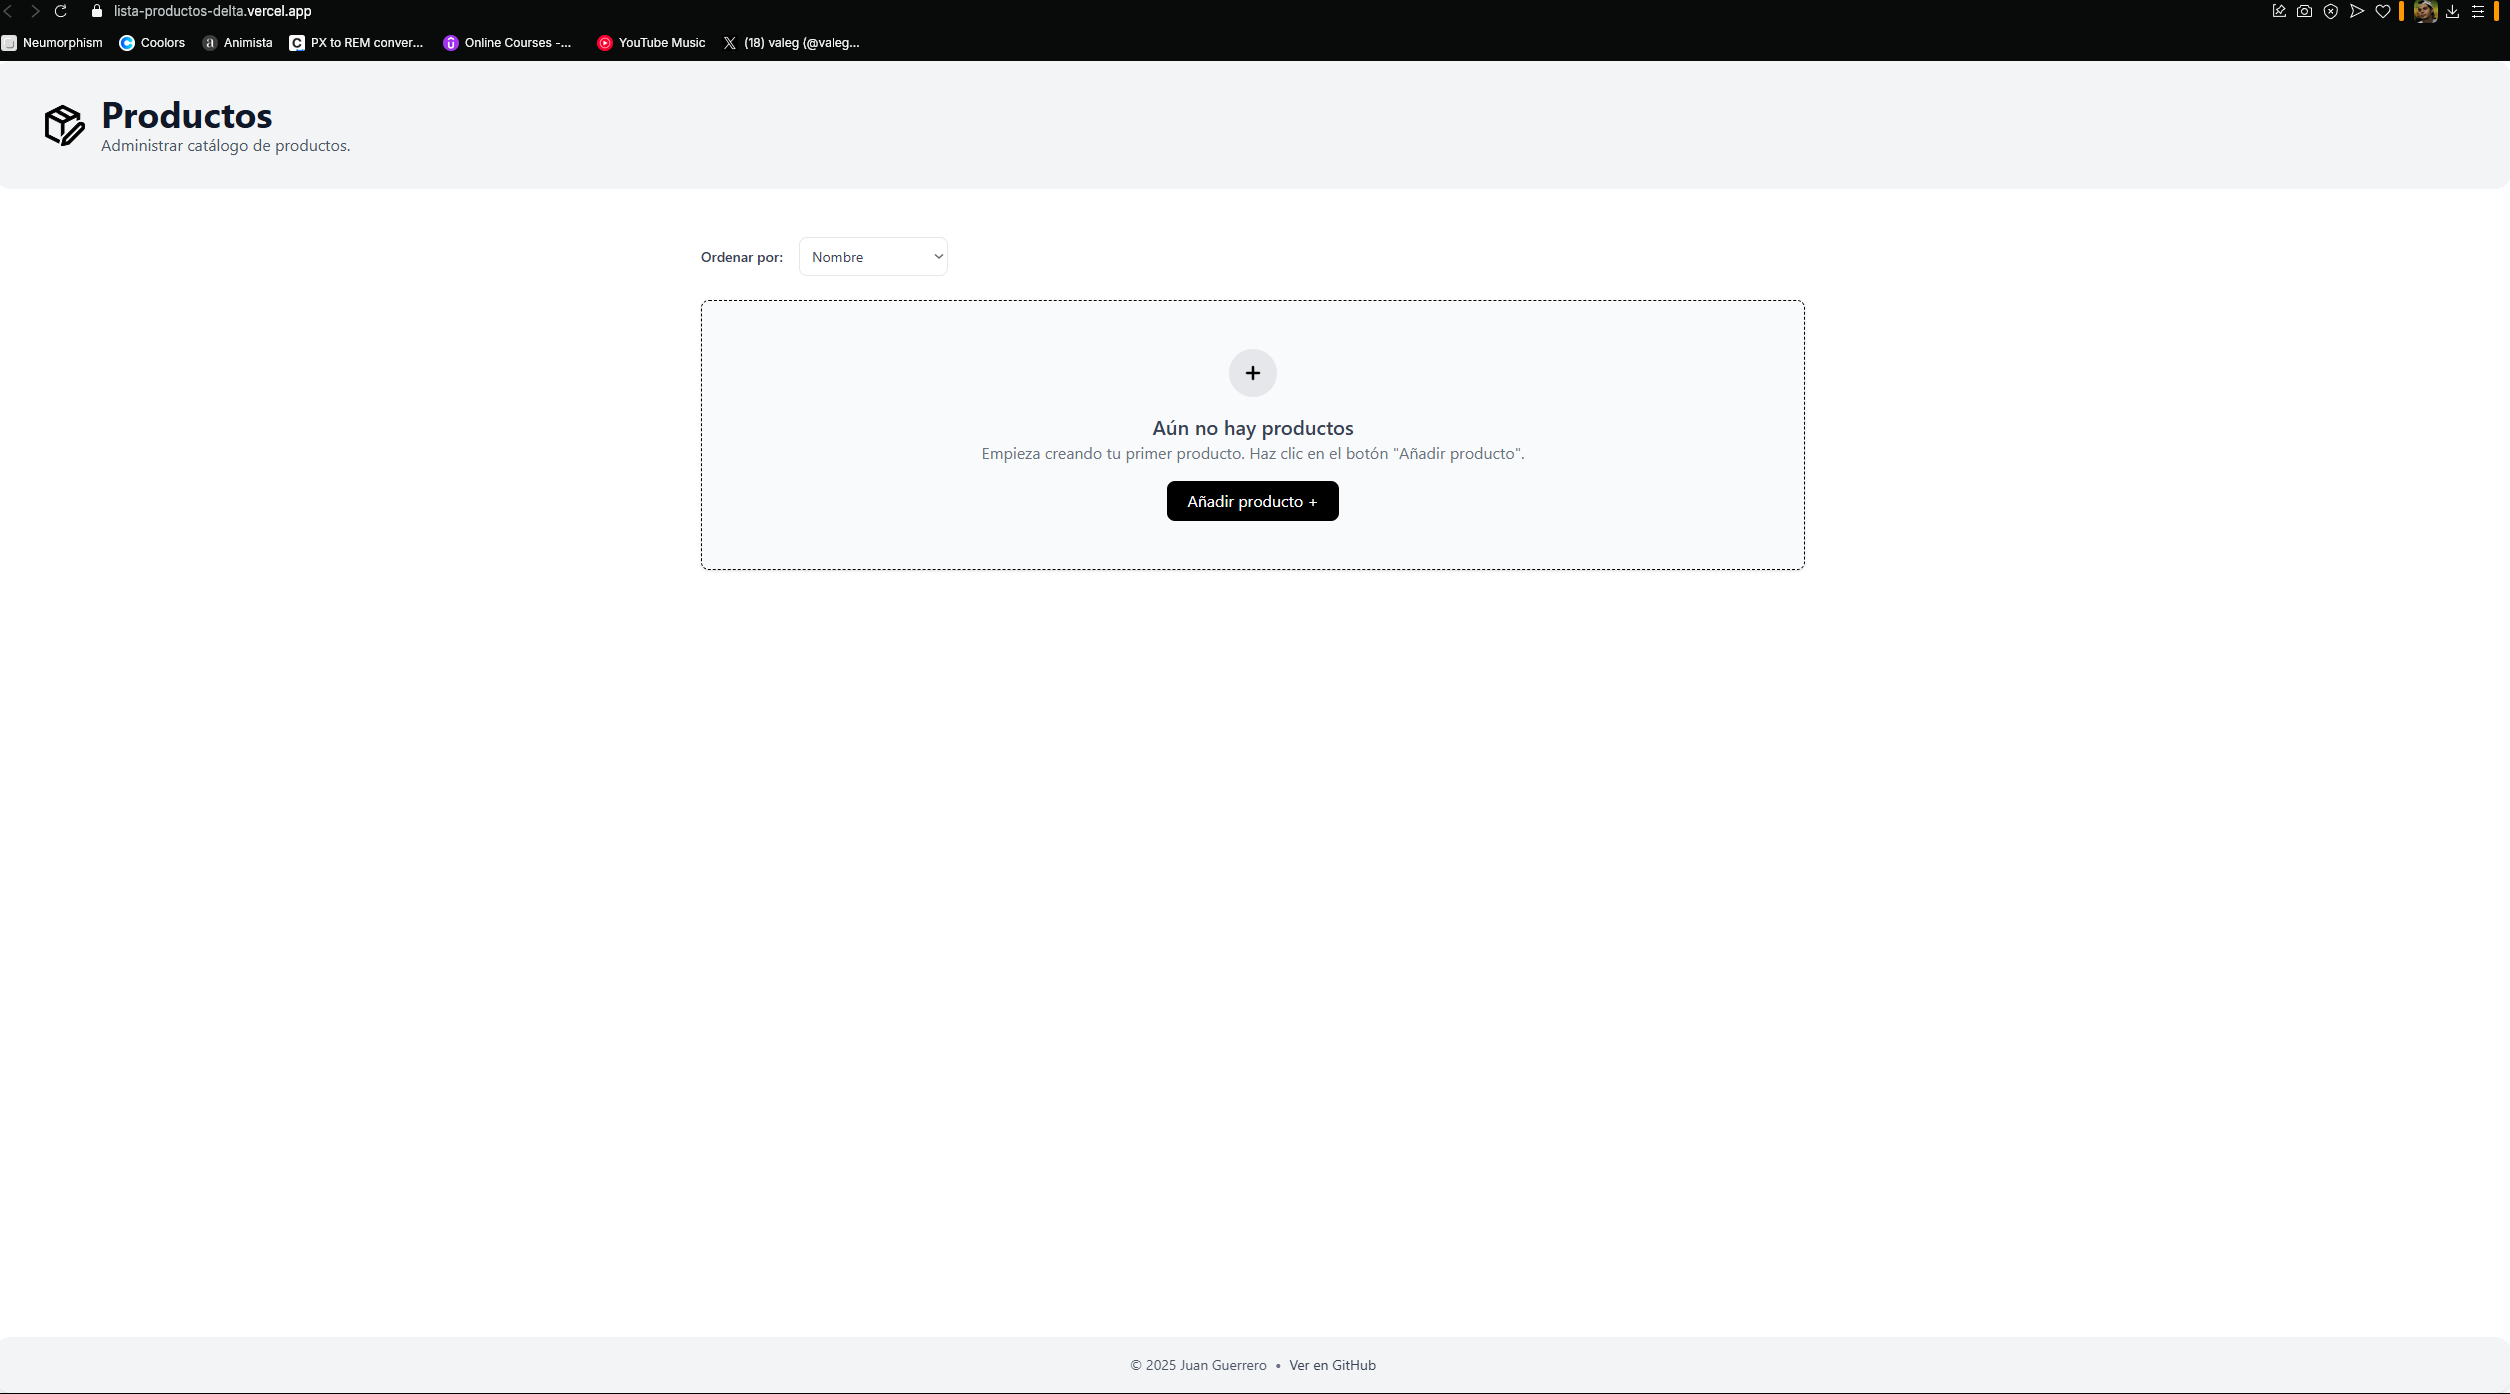 lista-productos-delta.vercel.app
Neumorphism Coolors Animista PX to REM conver... Online Courses -... YouTube Music (18) valeg (@valeg...
Productos
Administrar catálogo de productos.
Ordenar por: Nombre
Aún no hay productos
Empieza creando tu primer producto. Haz clic en el botón "Añadir producto".
Añadir producto +
© 2025 Juan Guerrero • Ver en GitHub